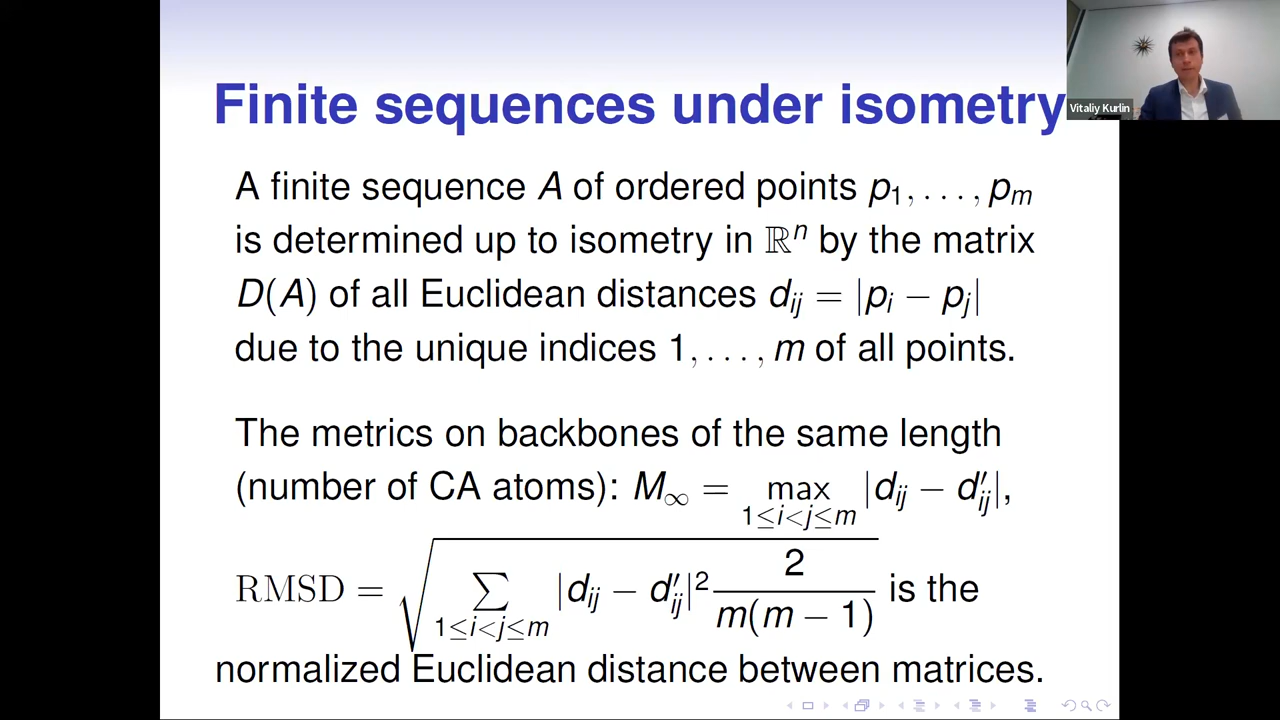 Finite sequences under isometry
Vitaliy Kurlin
A finite sequence A of ordered points p₁, . . . , pₘ
is determined up to isometry in ℝⁿ by the matrix
D(A) of all Euclidean distances dᵢⱼ = |pᵢ − pⱼ|
due to the unique indices 1, . . . , m of all points.
The metrics on backbones of the same length
(number of CA atoms): M∞ = max 1≤i<j≤m |dᵢⱼ − d′ᵢⱼ|,
RMSD = √(∑ 1≤i<j≤m |dᵢⱼ − d′ᵢⱼ|² 2/m(m − 1)) is the
normalized Euclidean distance between matrices.